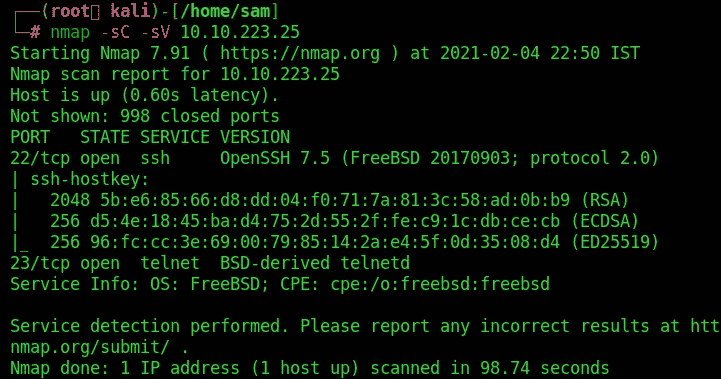 ┌──(root💀 kali)-[/home/sam]
└─# nmap -sC -sV 10.10.223.25
Starting Nmap 7.91 ( https://nmap.org ) at 2021-02-04 22:50 IST
Nmap scan report for 10.10.223.25
Host is up (0.60s latency).
Not shown: 998 closed ports
PORT   STATE SERVICE VERSION
22/tcp open  ssh     OpenSSH 7.5 (FreeBSD 20170903; protocol 2.0)
| ssh-hostkey:
|   2048 5b:e6:85:66:d8:dd:04:f0:71:7a:81:3c:58:ad:0b:b9 (RSA)
|   256 d5:4e:18:45:ba:d4:75:2d:55:2f:fe:c9:1c:db:ce:cb (ECDSA)
|_  256 96:fc:cc:3e:69:00:79:85:14:2a:e4:5f:0d:35:08:d4 (ED25519)
23/tcp open  telnet  BSD-derived telnetd
Service Info: OS: FreeBSD; CPE: cpe:/o:freebsd:freebsd
Service detection performed. Please report any incorrect results at htt
nmap.org/submit/ .
Nmap done: 1 IP address (1 host up) scanned in 98.74 seconds